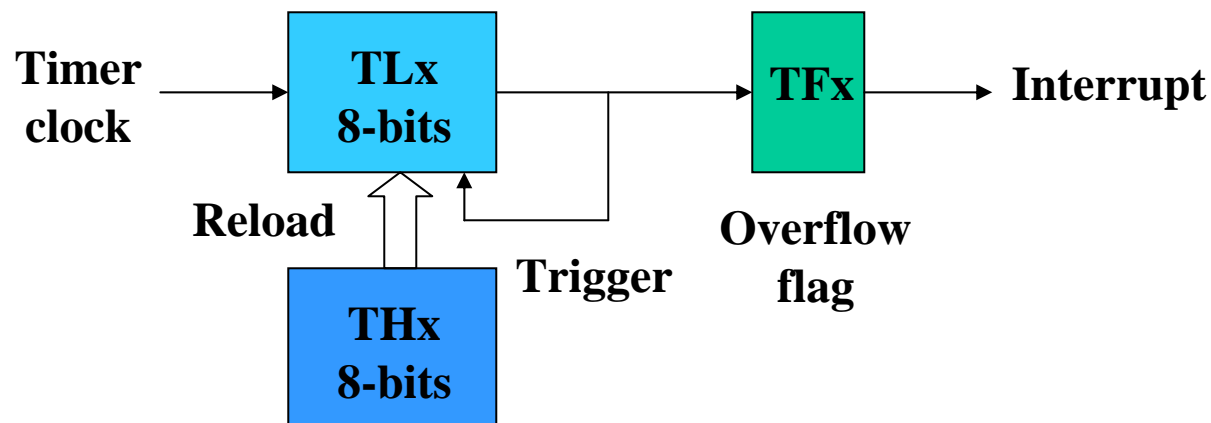 Timer
clock
TLx
8-bits
TFx
Interrupt
Reload
Trigger
Overflow
flag
THx
8-bits